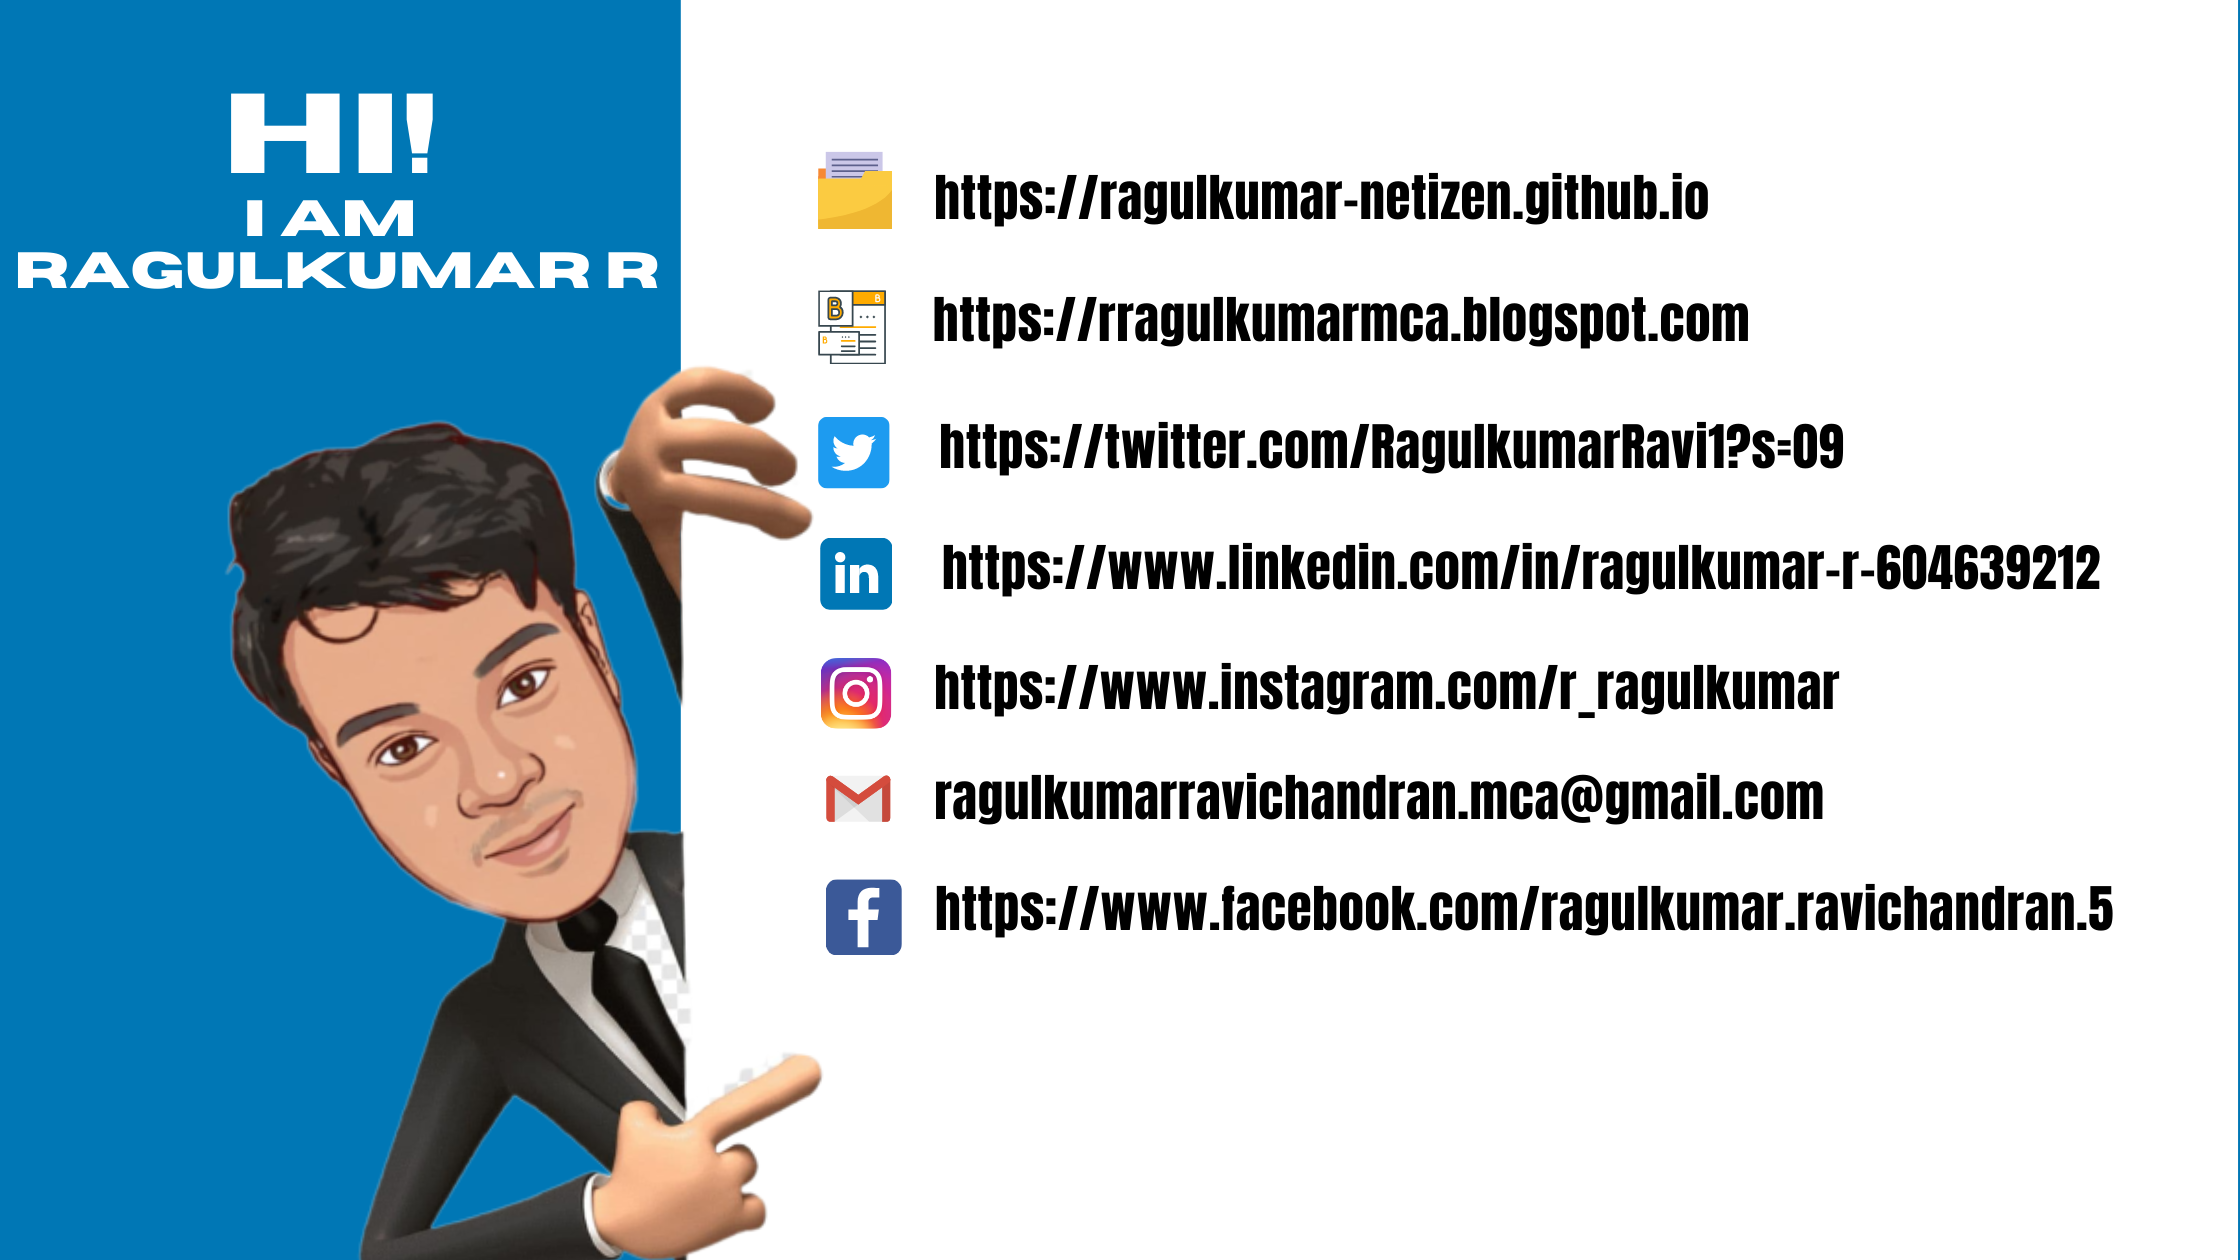 HI!
I AM
RAGULKUMAR R
https://ragulkumar-netizen.github.io
https://rragulkumarmca.blogspot.com
https://twitter.com/RagulkumarRavi1?s=09
https://www.linkedin.com/in/ragulkumar-r-604639212
https://www.instagram.com/r_ragulkumar
ragulkumarravichandran.mca@gmail.com
https://www.facebook.com/ragulkumar.ravichandran.5